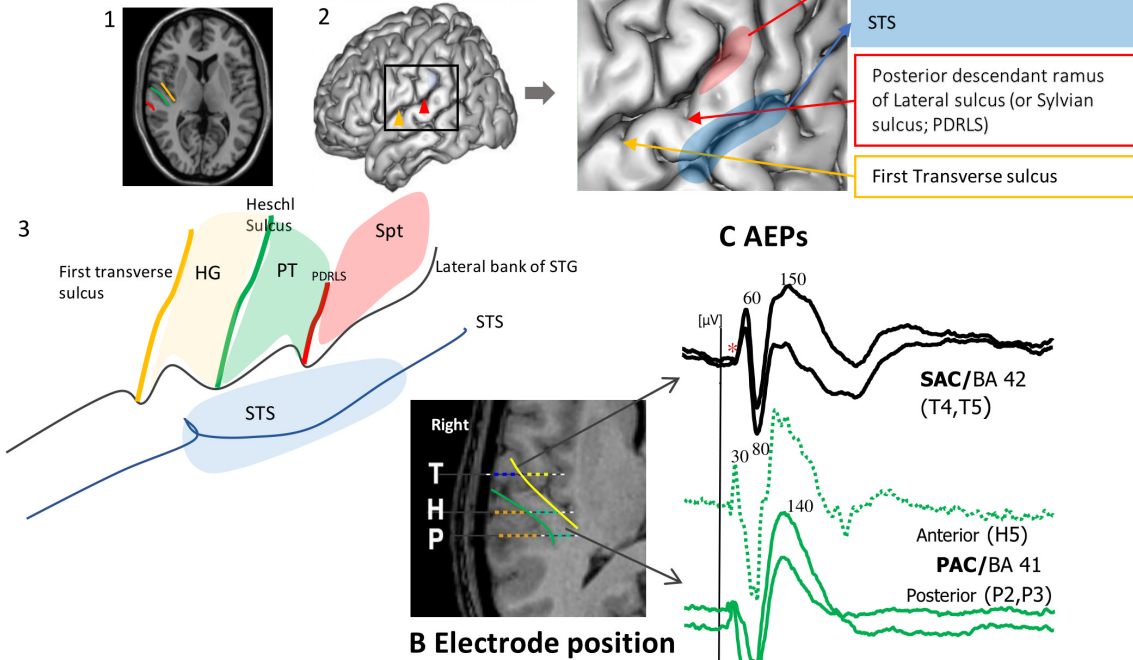 1
2
STS
Posterior descendant ramus
of Lateral sulcus (or Sylvian
sulcus; PDRLS)
First Transverse sulcus
3
Heschl
Sulcus
First transverse
sulcus
HG
PT
PDRLS
Spt
Lateral bank of STG
STS
STS
Right
T
H
P
B Electrode position
C AEPs
[µV]
*
60
150
80
SAC/BA 42
(T4,T5)
30
Anterior (H5)
140
PAC/BA 41
Posterior (P2,P3)